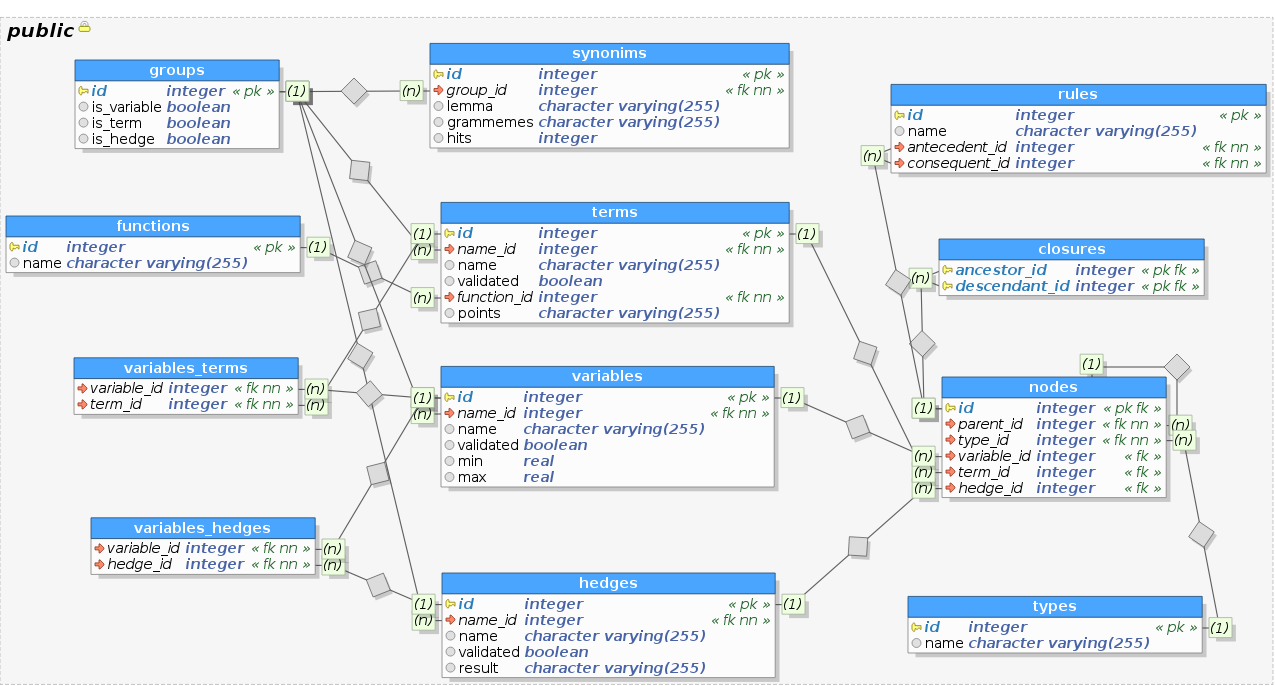 public
groups
id integer « pk »
is_variable boolean
is_term boolean
is_hedge boolean
(1)
(n)
synonims
id integer « pk »
group_id integer « fk nn »
lemma character varying(255)
grammemes character varying(255)
hits integer
rules
id integer « pk »
name character varying(255)
antecedent_id integer « fk nn »
consequent_id integer « fk nn »
(n)
functions
id integer « pk »
name character varying(255)
(1)
(1)
(n)
(n)
terms
id integer « pk »
name_id integer « fk nn »
name character varying(255)
validated boolean
function_id integer « fk nn »
points character varying(255)
(1)
closures
ancestor_id integer « pk fk »
descendant_id integer « pk fk »
(n)
variables_terms
variable_id integer « fk nn »
term_id integer « fk nn »
(n)
(n)
(1)
(n)
variables
id integer « pk »
name_id integer « fk nn »
name character varying(255)
validated boolean
min real
max real
(1)
(1)
nodes
id integer « pk fk »
parent_id integer « fk nn »
type_id integer « fk nn »
variable_id integer « fk »
term_id integer « fk »
hedge_id integer « fk »
(1)
(n)
(n)
(n)
(n)
(n)
variables_hedges
variable_id integer « fk nn »
hedge_id integer « fk nn »
(n)
(n)
(1)
(n)
hedges
id integer « pk »
name_id integer « fk nn »
name character varying(255)
validated boolean
result character varying(255)
(1)
types
id integer « pk »
name character varying(255)
(1)